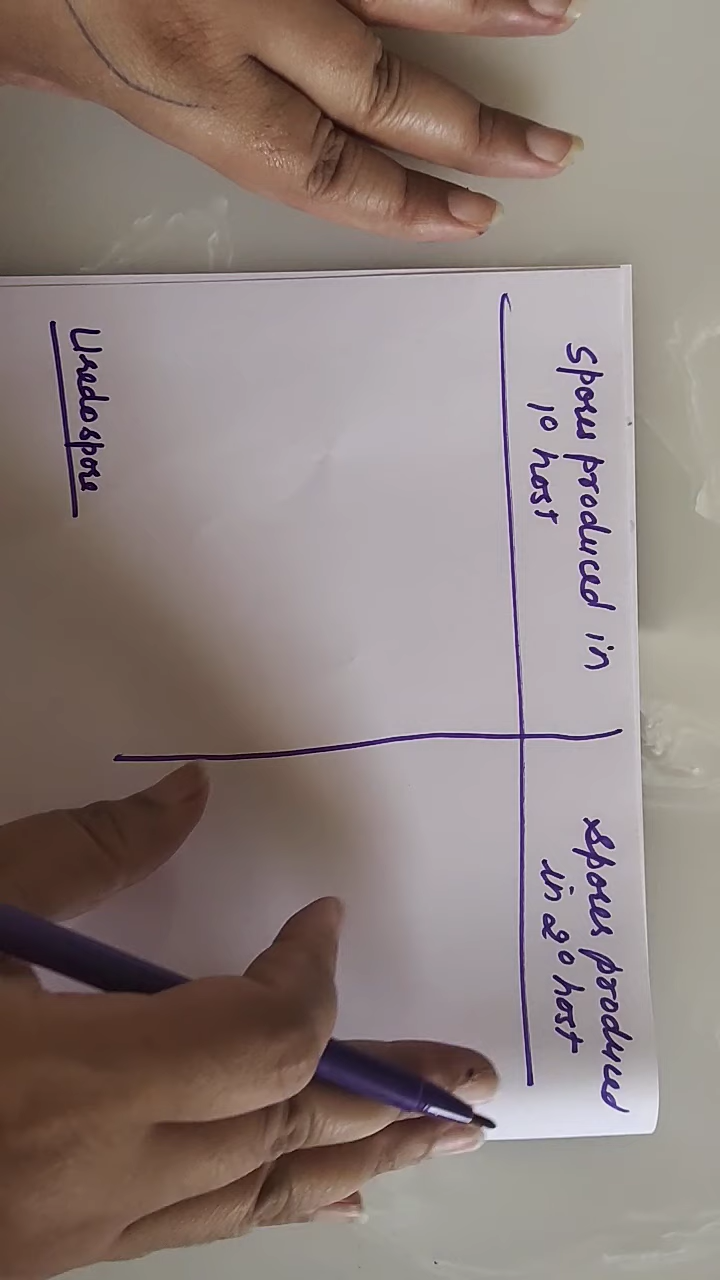 Spores produced in
1° host
Spores produced
in 2° host
Uredospore